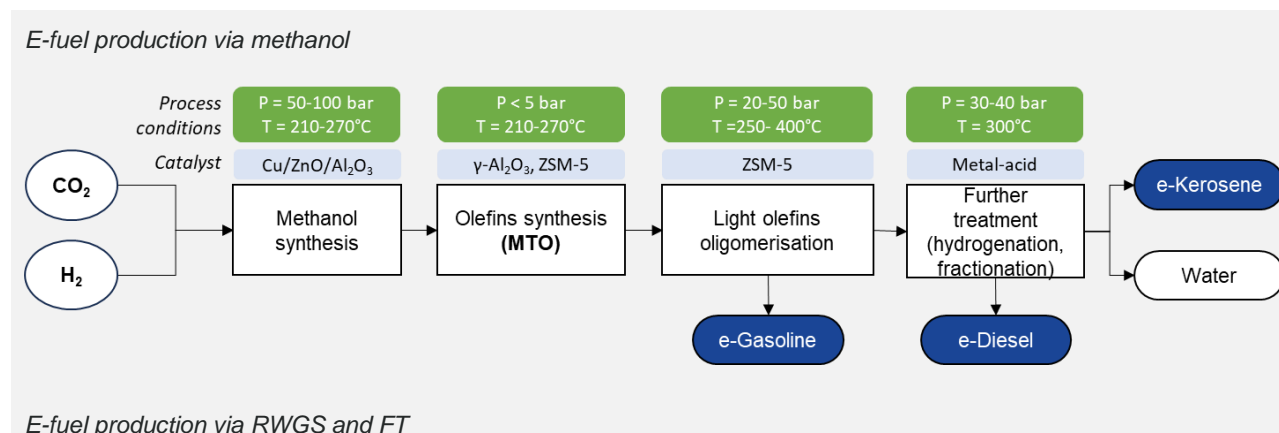 E-fuel production via methanol
Process
conditions
P = 50-100 bar
T = 210-270°C
P < 5 bar
T = 210-270°C
P = 20-50 bar
T =250- 400°C
P = 30-40 bar
T = 300°C
Catalyst
Cu/ZnO/Al₂O₃
γ-Al₂O₃, ZSM-5
ZSM-5
Metal-acid
CO₂
H₂
Methanol
synthesis
Olefins synthesis
(MTO)
Light olefins
oligomerisation
Further
treatment
(hydrogenation,
fractionation)
e-Kerosene
Water
e-Gasoline
e-Diesel
E-fuel production via RWGS and FT